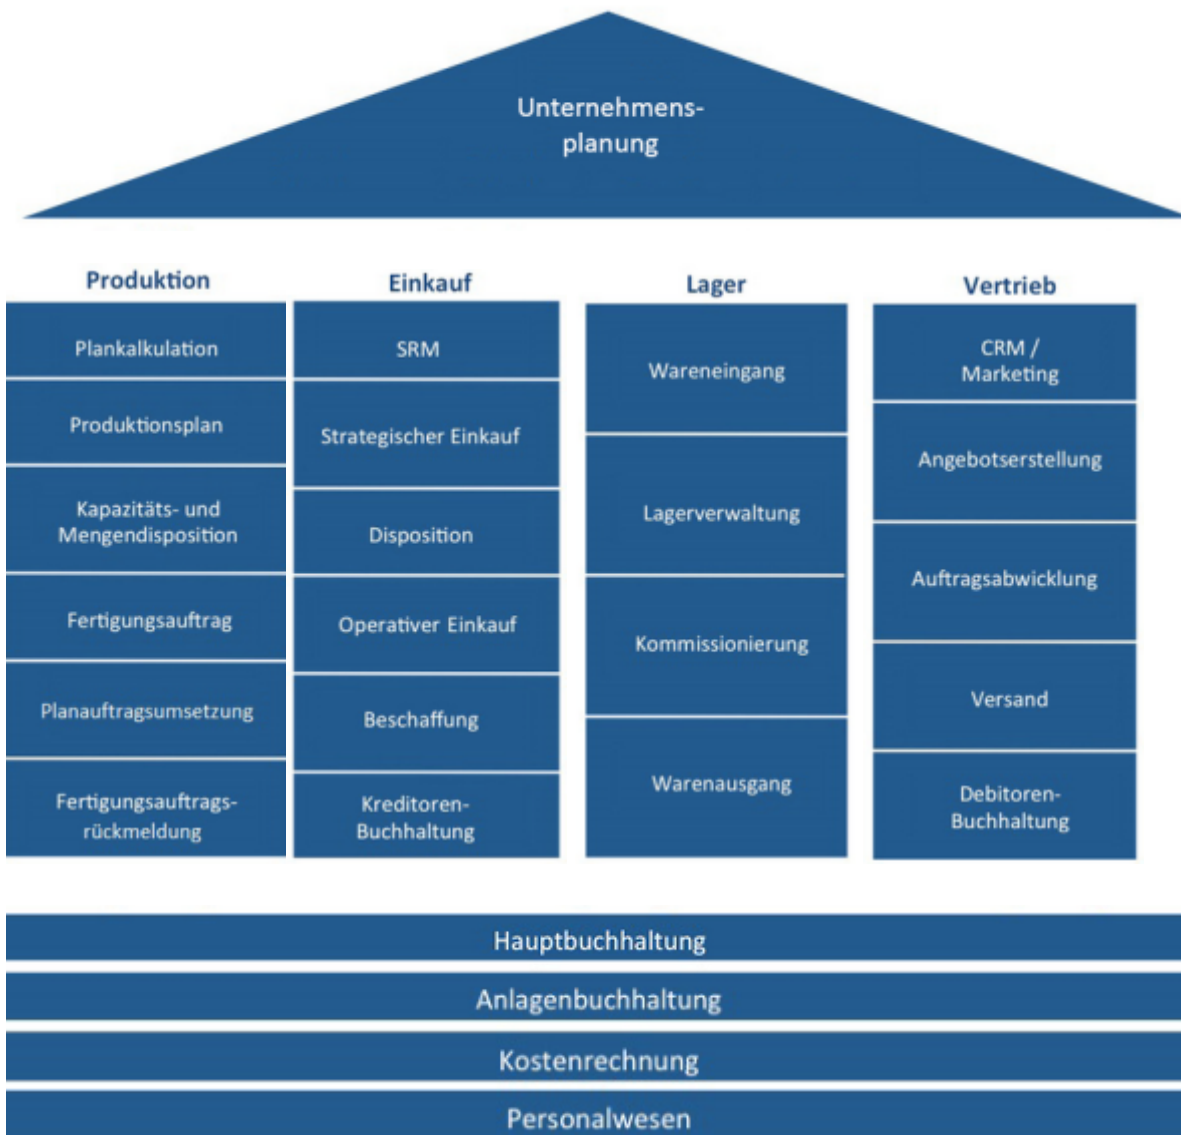 Unternehmens-
planung
Produktion
Plankalkulation
Produktionsplan
Kapazitäts- und
Mengendisposition
Fertigungsauftrag
Planauftragsumsetzung
Fertigungsauftrags-
rückmeldung
Einkauf
SRM
Strategischer Einkauf
Disposition
Operativer Einkauf
Beschaffung
Kreditoren-
Buchhaltung
Lager
Wareneingang
Lagerverwaltung
Kommissionierung
Warenausgang
Vertrieb
CRM /
Marketing
Angebotserstellung
Auftragsabwicklung
Versand
Debitoren-
Buchhaltung
Hauptbuchhaltung
Anlagenbuchhaltung
Kostenrechnung
Personalwesen